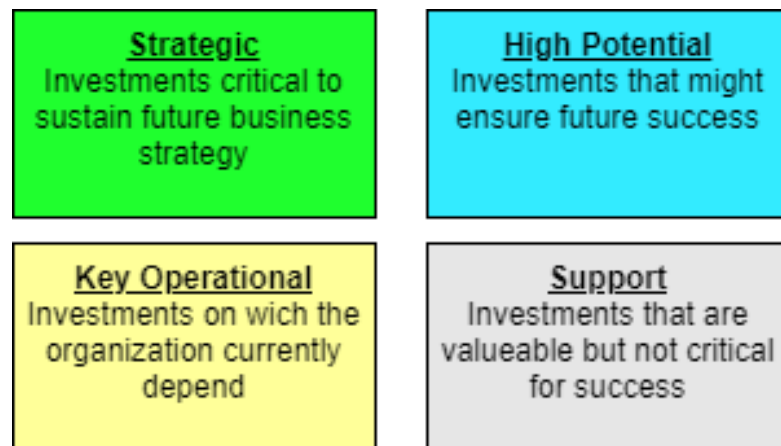 Strategic
Investments critical to
sustain future business
strategy
High Potential
Investments that might
ensure future success
Key Operational
Investments on wich the
organization currently
depend
Support
Investments that are
valueable but not critical
for success